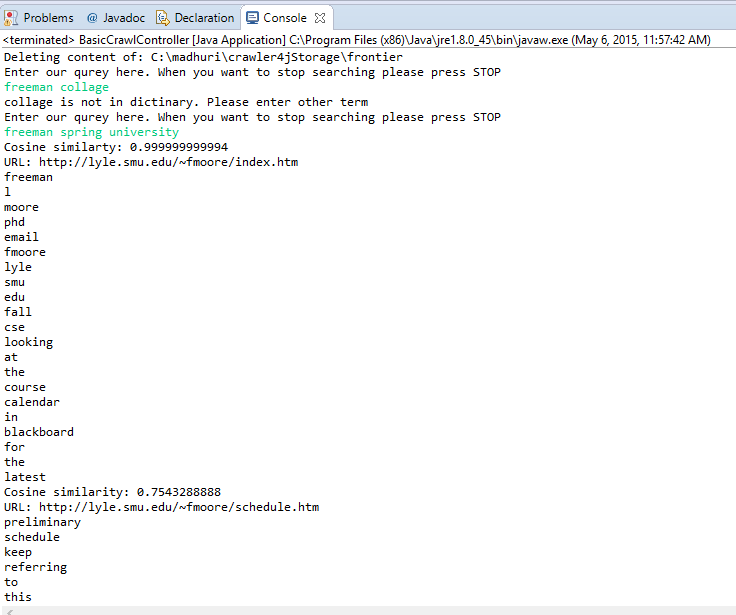 Problems @ Javadoc Declaration Console
<terminated> BasicCrawlController [Java Application] C:\Program Files (x86)\Java\jre1.8.0_45\bin\javaw.exe (May 6, 2015, 11:57:42 AM)
Deleting content of: C:\madhuri\crawler4jStorage\frontier
Enter our qurey here. When you want to stop searching please press STOP
freeman collage
collage is not in dictinary. Please enter other term
Enter our qurey here. When you want to stop searching please press STOP
freeman spring university
Cosine similarty: 0.999999999994
URL: http://lyle.smu.edu/~fmoore/index.htm
freeman
l
moore
phd
email
fmoore
lyle
smu
edu
fall
cse
looking
at
the
course
calendar
in
blackboard
for
the
latest
Cosine similarity: 0.7543288888
URL: http://lyle.smu.edu/~fmoore/schedule.htm
preliminary
schedule
keep
referring
to
this